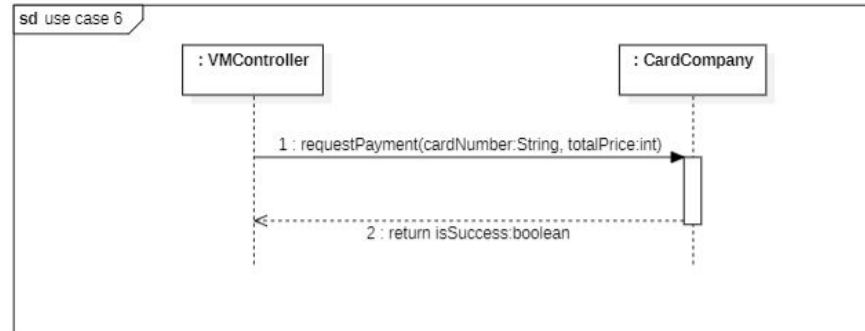 sd use case 6
: VMController
: CardCompany
1 : requestPayment(cardNumber:String, totalPrice:int)
2 : return isSuccess:boolean